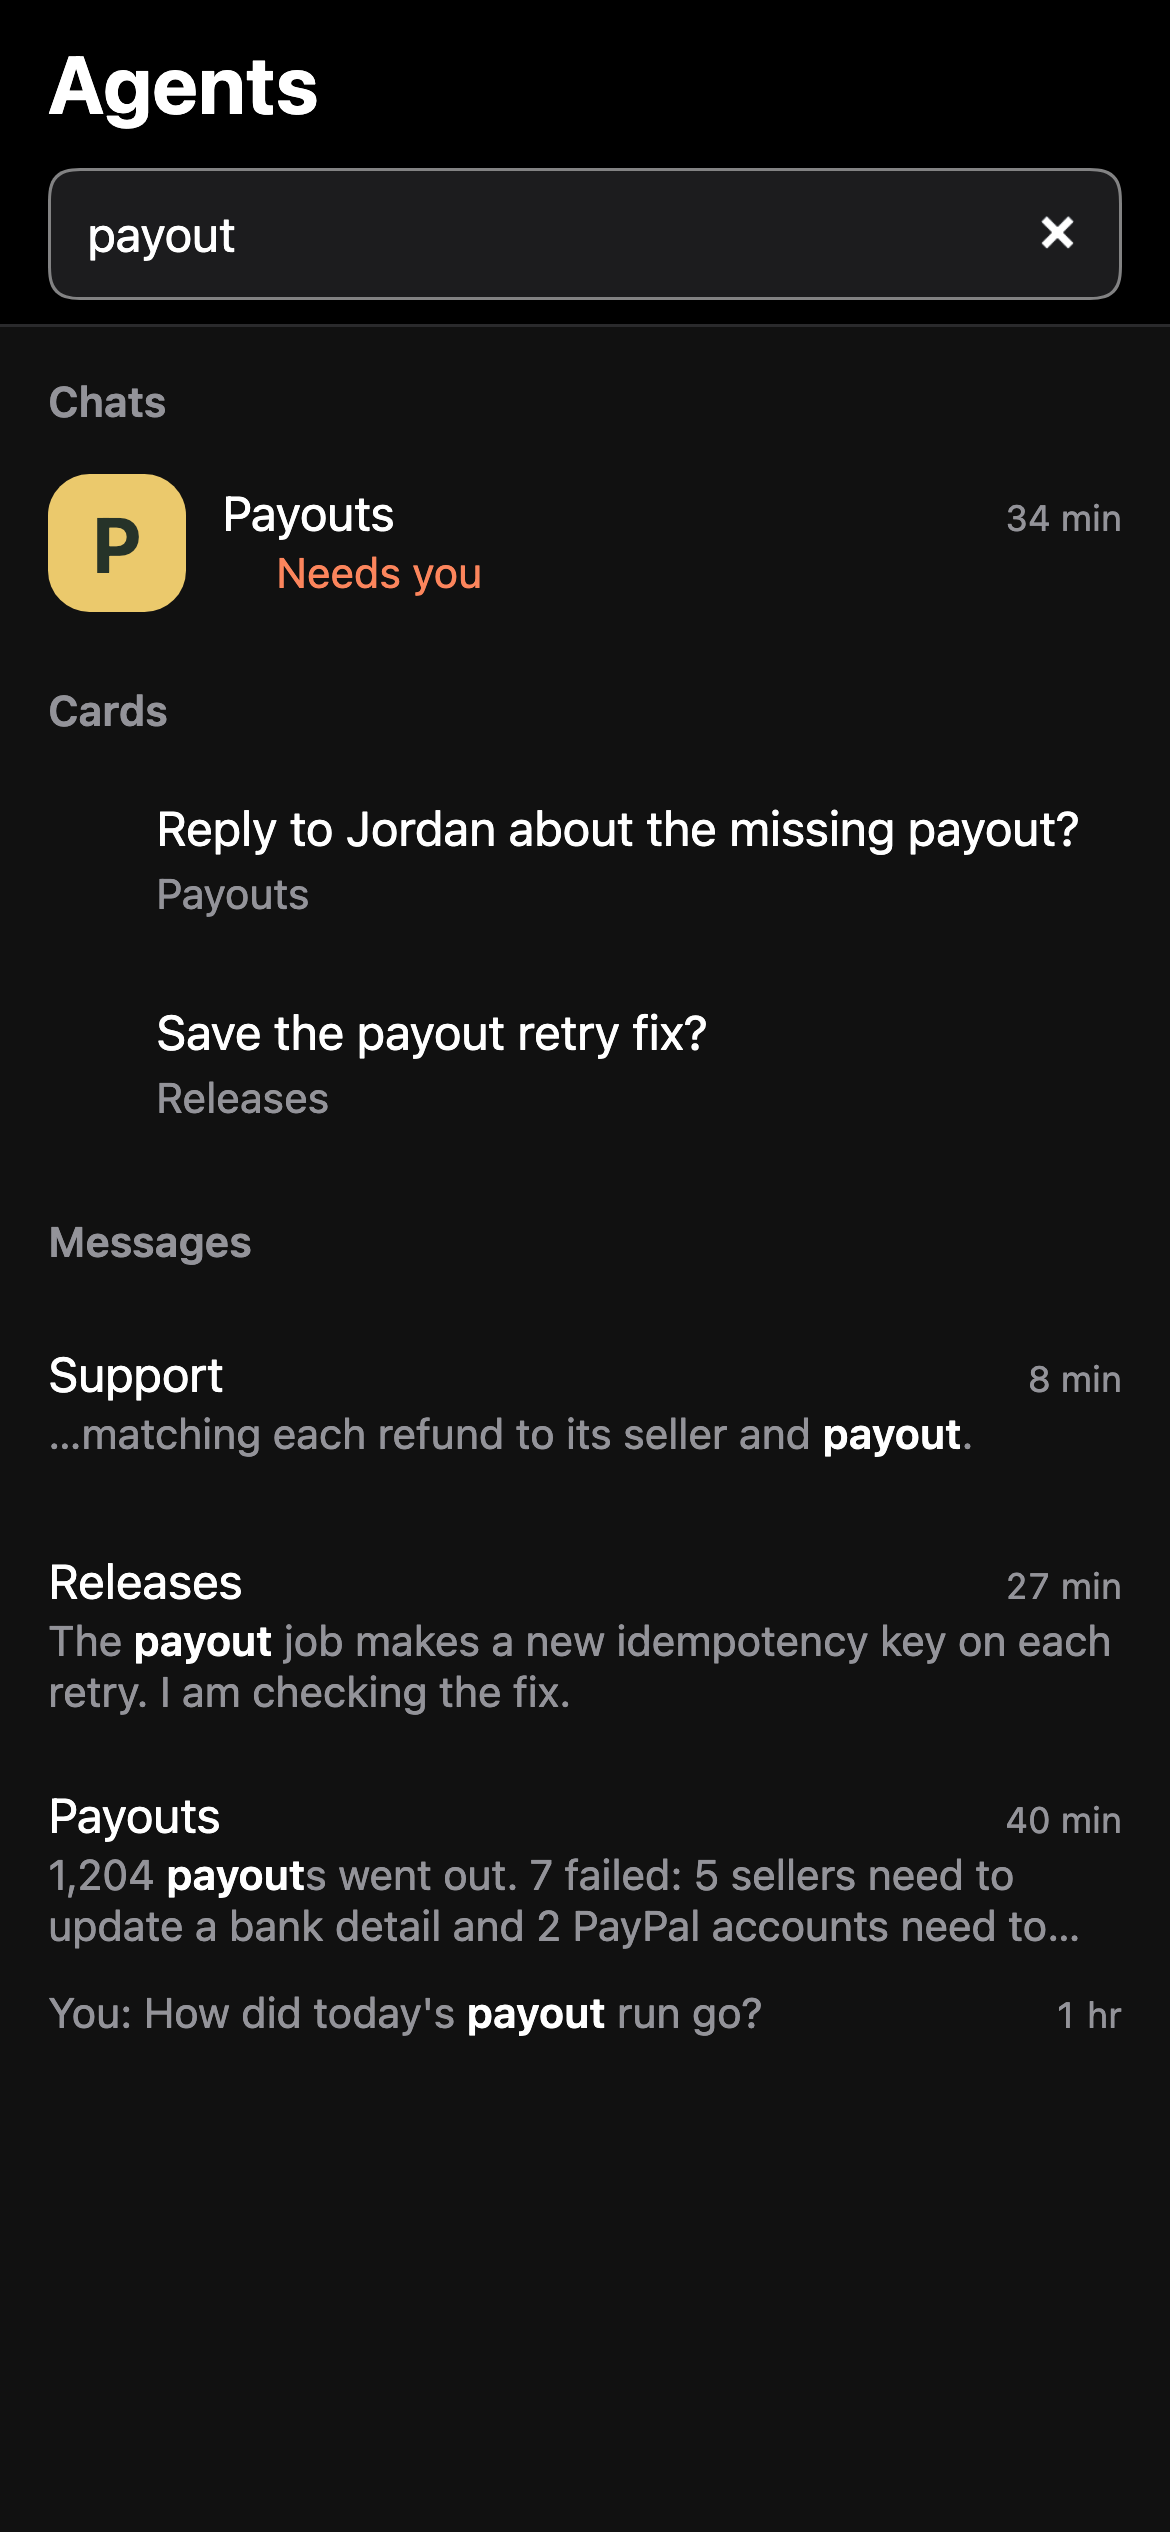 Agents
payout
Chats
P
Payouts
34 min
Needs you
Cards
Reply to Jordan about the missing payout?
Payouts
Save the payout retry fix?
Releases
Messages
Support
8 min
...matching each refund to its seller and payout.
Releases
27 min
The payout job makes a new idempotency key on each
retry. I am checking the fix.
Payouts
40 min
1,204 payouts went out. 7 failed: 5 sellers need to
update a bank detail and 2 PayPal accounts need to...
You: How did today's payout run go?
1 hr